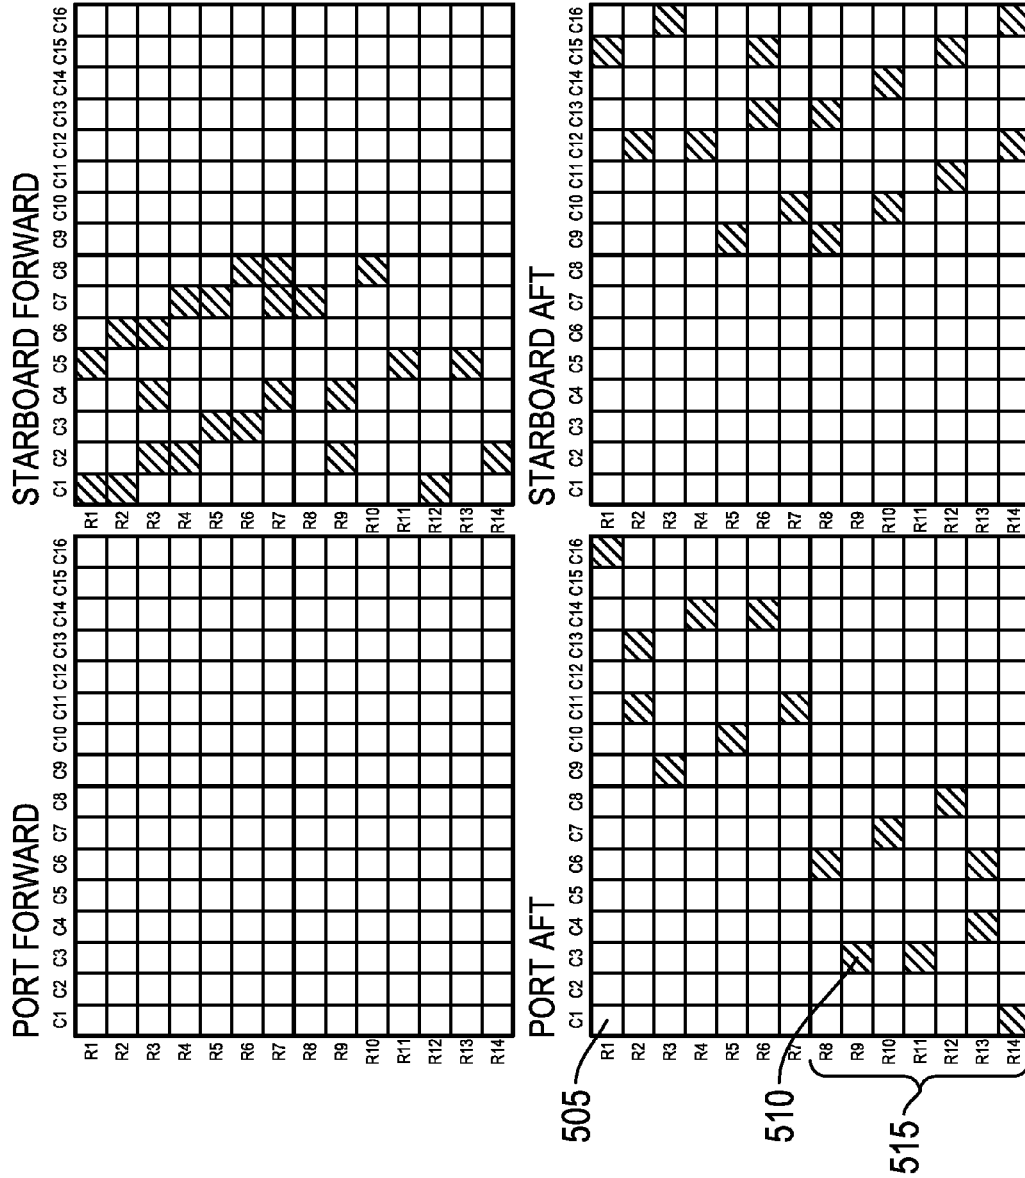 PORT FORWARD
C1 C2 C3 C4 C5 C6 C7 C8 C9 C10 C11 C12 C13 C14 C15 C16
R1
R2
R3
R4
R5
R6
R7
R8
R9
R10
R11
R12
R13
R14
STARBOARD FORWARD
C1 C2 C3 C4 C5 C6 C7 C8 C9 C10 C11 C12 C13 C14 C15 C16
R1
R2
R3
R4
R5
R6
R7
R8
R9
R10
R11
R12
R13
R14
PORT AFT
C1 C2 C3 C4 C5 C6 C7 C8 C9 C10 C11 C12 C13 C14 C15 C16
R1
R2
R3
R4
R5
R6
R7
R8
R9
R10
R11
R12
R13
R14
505
510
515
STARBOARD AFT
C1 C2 C3 C4 C5 C6 C7 C8 C9 C10 C11 C12 C13 C14 C15 C16
R1
R2
R3
R4
R5
R6
R7
R8
R9
R10
R11
R12
R13
R14